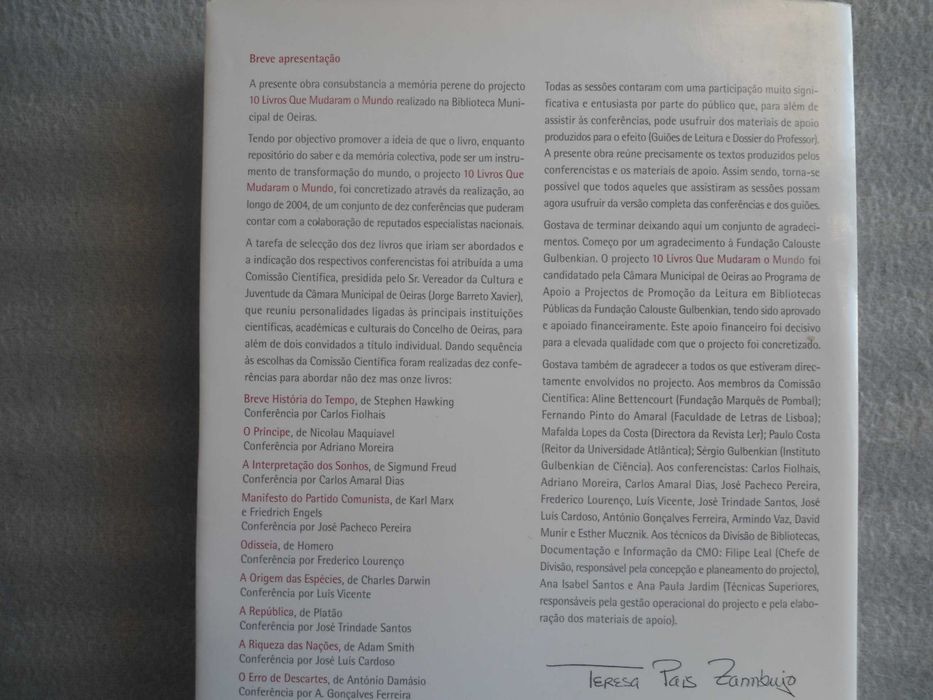 Breve apresentação
A presente obra consubstancia a memória perene do projecto
10 Livros Que Mudaram o Mundo realizado na Biblioteca Muni-
cipal de Oeiras.
Tendo por objectivo promover a ideia de que o livro, enquanto
repositório do saber e da memória colectiva, pode ser um instru-
mento de transformação do mundo, o projecto 10 Livros Que
Mudaram o Mundo, foi concretizado através da realização, ao
longo de 2004, de um conjunto de dez conferências que puderam
contar com a colaboração de reputados especialistas nacionais.
A tarefa de selecção dos dez livros que iriam ser abordados e
a indicação dos respectivos conferencistas foi atribuída a uma
Comissão Científica, presidida pelo Sr. Vereador da Cultura e
Juventude da Câmara Municipal de Oeiras (Jorge Barreto Xavier),
que reuniu personalidades ligadas às principais instituições
científicas, académicas e culturais do Concelho de Oeiras, para
além de dois convidados a título individual. Dando sequência
às escolhas da Comissão Científica foram realizadas dez confe-
rências para abordar não dez mas onze livros:
Breve História do Tempo, de Stephen Hawking
Conferência por Carlos Fiolhais
O Príncipe, de Nicolau Maquiavel
Conferência por Adriano Moreira
A Interpretação dos Sonhos, de Sigmund Freud
Conferência por Carlos Amaral Dias
Manifesto do Partido Comunista, de Karl Marx
e Friedrich Engels
Conferência por José Pacheco Pereira
Odisseia, de Homero
Conferência por Frederico Lourenço
A Origem das Espécies, de Charles Darwin
Conferência por Luís Vicente
A República, de Platão
Conferência por José Trindade Santos
A Riqueza das Nações, de Adam Smith
Conferência por José Luís Cardoso
O Erro de Descartes, de António Damásio
Conferência por A. Gonçalves Ferreira
Todas as sessões contaram com uma participação muito signi-
ficativa e entusiasta por parte do público que, para além de
assistir às conferências, pode usufruir dos materiais de apoio
produzidos para o efeito (Guiões de Leitura e Dossier do Professor).
A presente obra reúne precisamente os textos produzidos pelos
conferencistas e os materiais de apoio. Assim sendo, torna-se
possível que todos aqueles que assistiram as sessões possam
agora usufruir da versão completa das conferências e dos guiões.
Gostava de terminar deixando aqui um conjunto de agradeci-
mentos. Começo por um agradecimento à Fundação Calouste
Gulbenkian. O projecto 10 Livros Que Mudaram o Mundo foi
candidatado pela Câmara Municipal de Oeiras ao Programa de
Apoio a Projectos de Promoção da Leitura em Bibliotecas
Públicas da Fundação Calouste Gulbenkian, tendo sido aprovado
e apoiado financeiramente. Este apoio financeiro foi decisivo
para a elevada qualidade com que o projecto foi concretizado.
Gostava também de agradecer a todos os que estiveram direc-
tamente envolvidos no projecto. Aos membros da Comissão
Científica: Aline Bettencourt (Fundação Marquês de Pombal);
Fernando Pinto do Amaral (Faculdade de Letras de Lisboa);
Mafalda Lopes da Costa (Directora da Revista Ler); Paulo Costa
(Reitor da Universidade Atlântica); Sérgio Gulbenkian (Instituto
Gulbenkian de Ciência). Aos conferencistas: Carlos Fiolhais,
Adriano Moreira, Carlos Amaral Dias, José Pacheco Pereira,
Frederico Lourenço, Luís Vicente, José Trindade Santos, José
Luís Cardoso, António Gonçalves Ferreira, Armindo Vaz, David
Munir e Esther Mucznik. Aos técnicos da Divisão de Bibliotecas,
Documentação e Informação da CMO: Filipe Leal (Chefe de
Divisão, responsável pela concepção e planeamento do projecto),
Ana Isabel Santos e Ana Paula Jardim (Técnicas Superiores,
responsáveis pela gestão operacional do projecto e pela elabo-
ração dos materiais de apoio).
Teresa Pais Zambujo